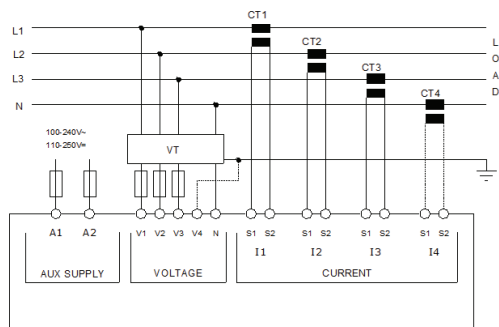 CT1
L1
L2
CT2
L3
CT3
N
CT4
L
O
A
D
100-240V~
110-250V=
VT
A1 A2 V1 V2 V3 V4 N S1 S2 S1 S2 S1 S2 S1 S2
I1 I2 I3 I4
AUX SUPPLY VOLTAGE CURRENT